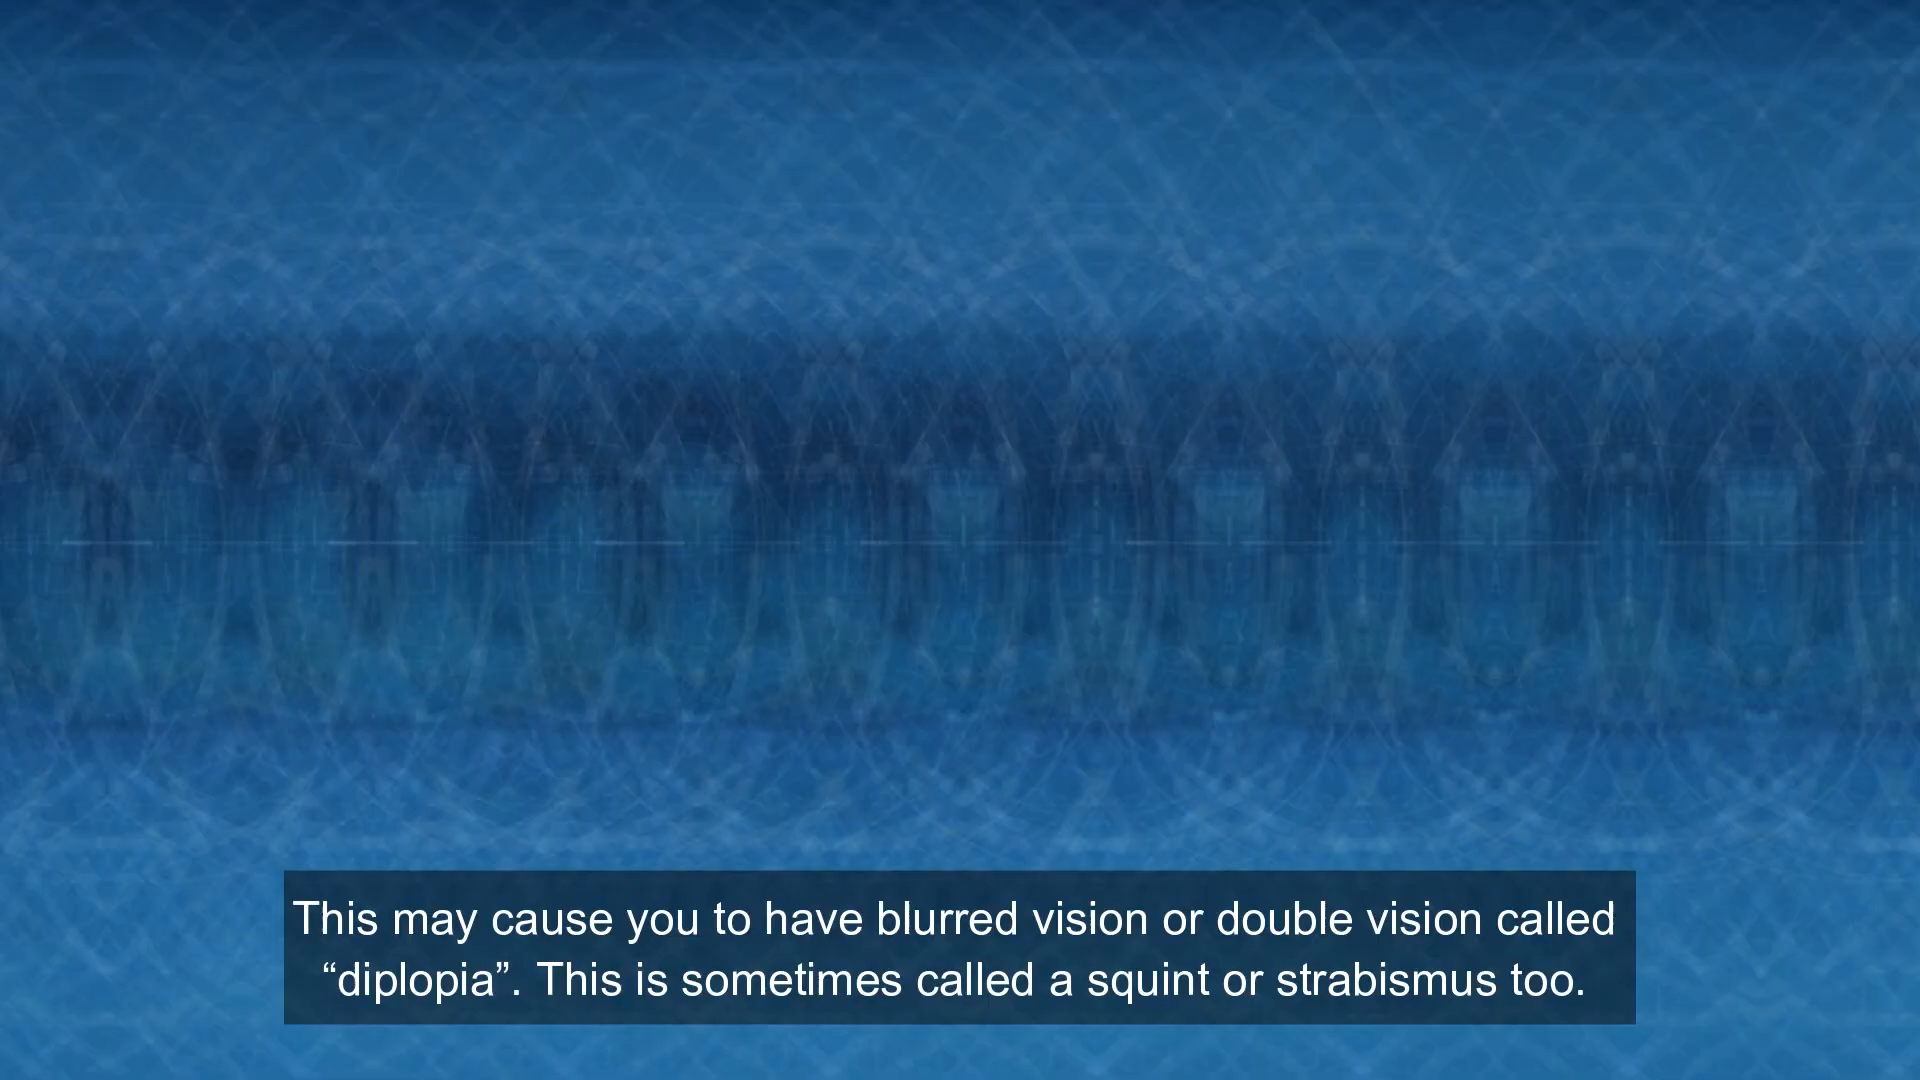 This may cause you to have blurred vision or double vision called
“diplopia”. This is sometimes called a squint or strabismus too.